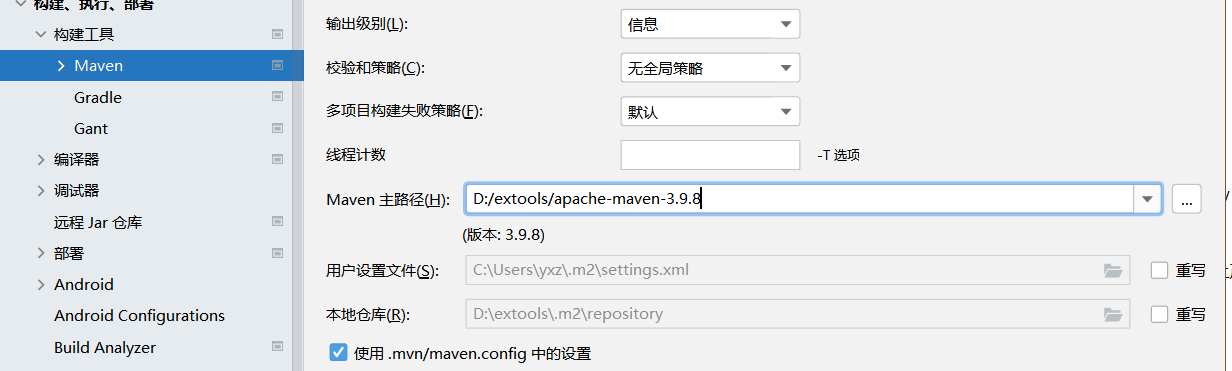 构建、执行、部署
构建工具
Maven
Gradle
Gant
编译器
调试器
远程 Jar 仓库
部署
Android
Android Configurations
Build Analyzer
输出级别(L): 信息
校验和策略(C): 无全局策略
多项目构建失败策略(F): 默认
线程计数 -T 选项
Maven 主路径(H): D:/extools/apache-maven-3.9.8 ...
(版本: 3.9.8)
用户设置文件(S): C:\Users\yxz\.m2\settings.xml 重写
本地仓库(R): D:\extools\.m2\repository 重写
使用 .mvn/maven.config 中的设置